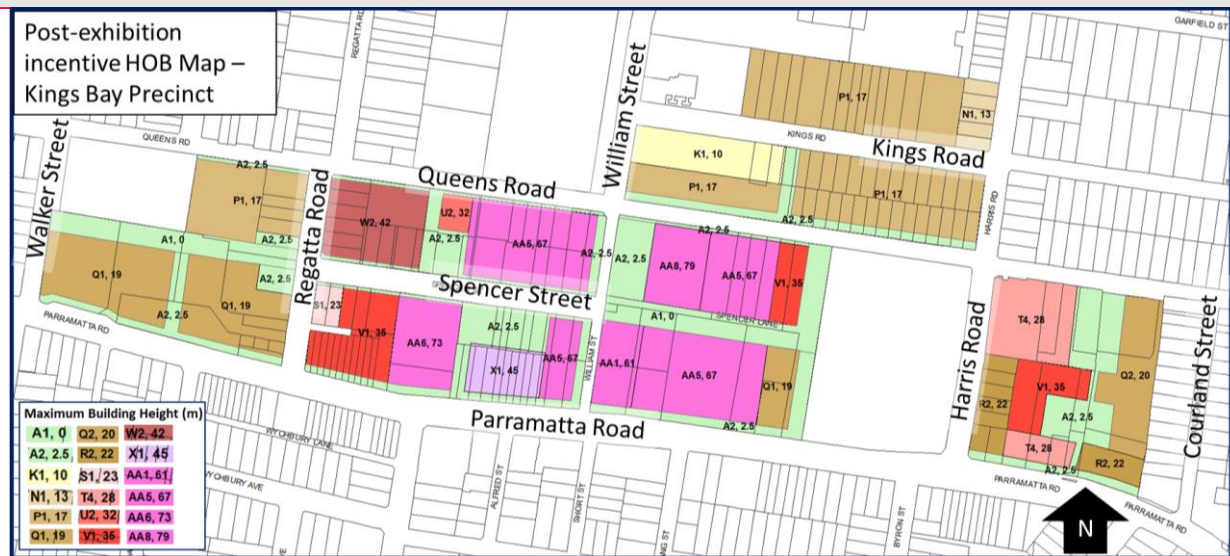 Post-exhibition
incentive HOB Map –
Kings Bay Precinct
REGATTA RD
GARFIELD ST
William Street
P1, 17
N1, 13
KINGS RD
Kings Road
Walker Street
QUEENS RD
A2, 2.5
P1, 17
Regatta Road
Queens Road
K1, 10
P1, 17
P1, 17
A2, 2.5
HARRIS RD
W2, 42
U2, 32
A2, 2.5
AA5, 67
A2, 2.5
A2, 2.5
A2, 2.5
AA8, 79
AA5, 67
V1, 35
A1, 0
A2, 2.5
Q1, 19
A2, 2.5
Q1, 19
A2, 2.5
PARRAMATTA RD
Spencer Street
S1, 23
V1, 35
AA6, 73
A2, 2.5
X1, 45
AA5, 67
WILLIAM ST
A1, 0
SPENCER LANE
AA1, 61
AA5, 67
Q1, 19
A2, 2.5
Parramatta Road
Harris Road
T4, 28
V1, 35
A2, 2.5
Q2, 20
R2, 22
T4, 28
A2, 2.5
R2, 22
Courland Street
PARRAMATTA RD
PARRAMATTA RD
WYCHBURY LANE
WYCHBURY AVE
ALFRED ST
SHORT ST
BYRON ST
N
Maximum Building Height (m)
A1, 0 Q2, 20 W2, 42
A2, 2.5 R2, 22 X1, 45
K1, 10 S1, 23 AA1, 61
N1, 13 T4, 28 AA5, 67
P1, 17 U2, 32 AA6, 73
Q1, 19 V1, 35 AA8, 79